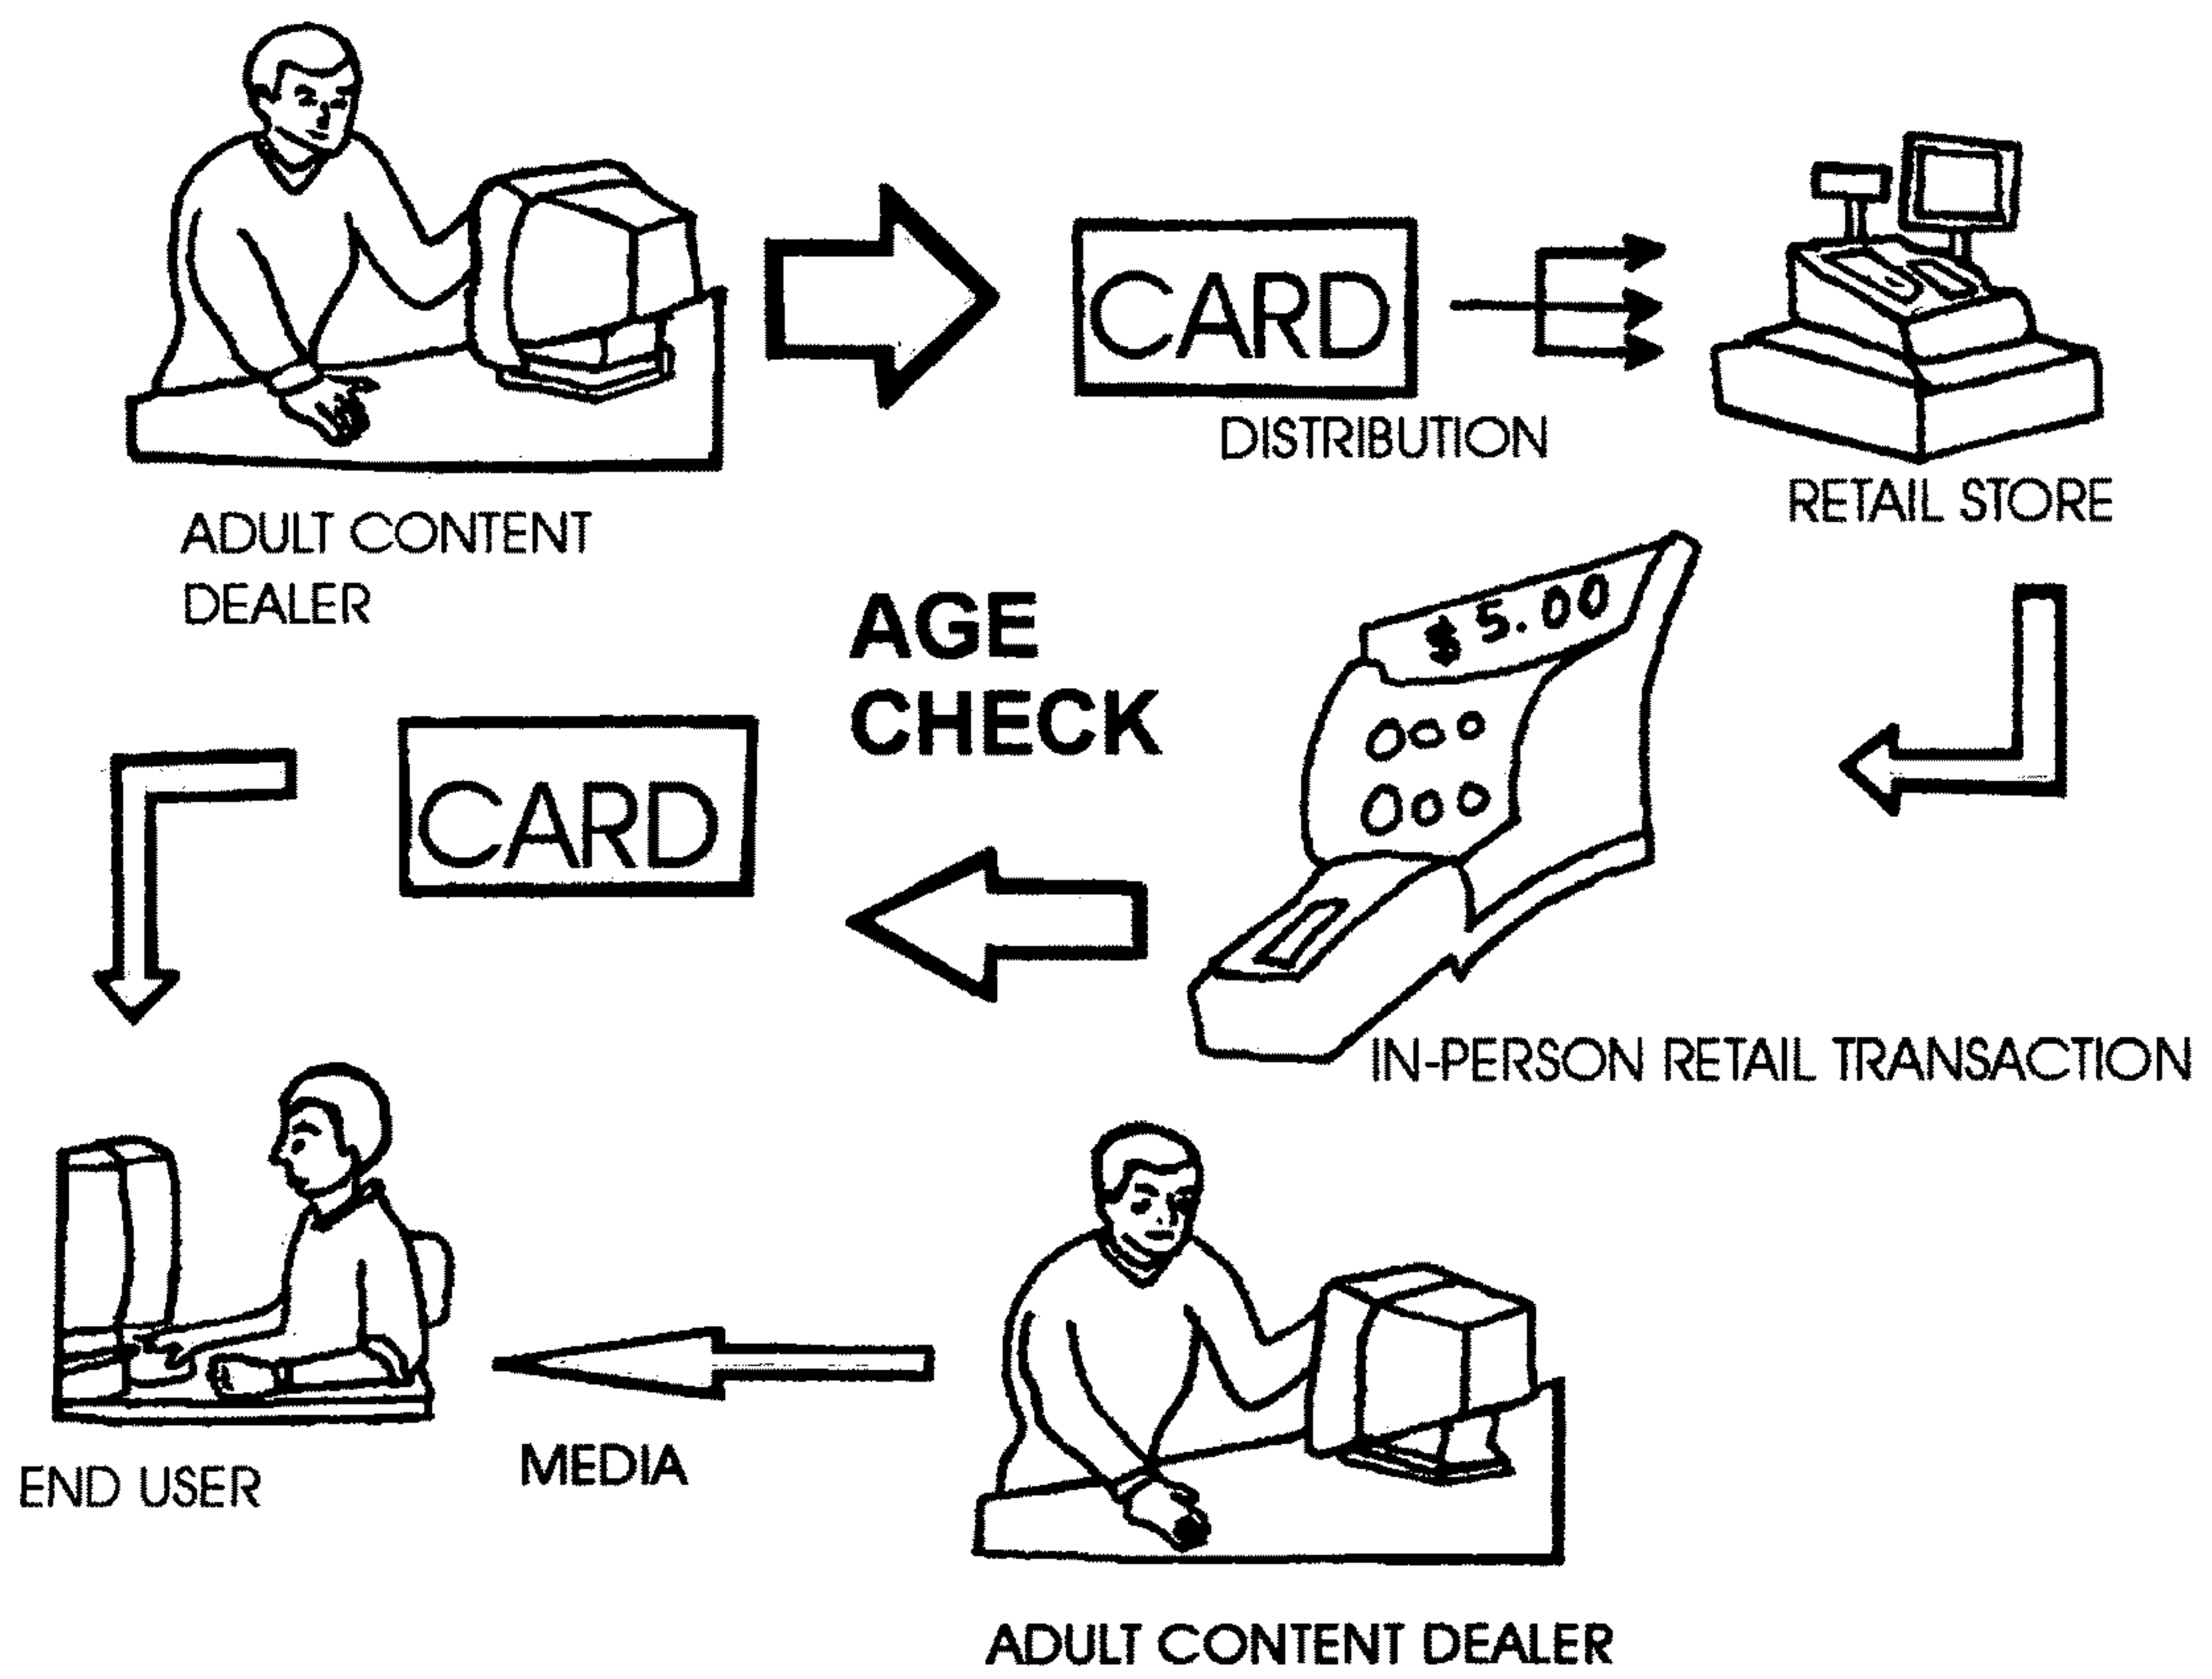 CARD
DISTRIBUTION
RETAIL STORE
ADULT CONTENT
DEALER
AGE
CHECK
$5.00
CARD
IN-PERSON RETAIL TRANSACTION
END USER
MEDIA
ADULT CONTENT DEALER